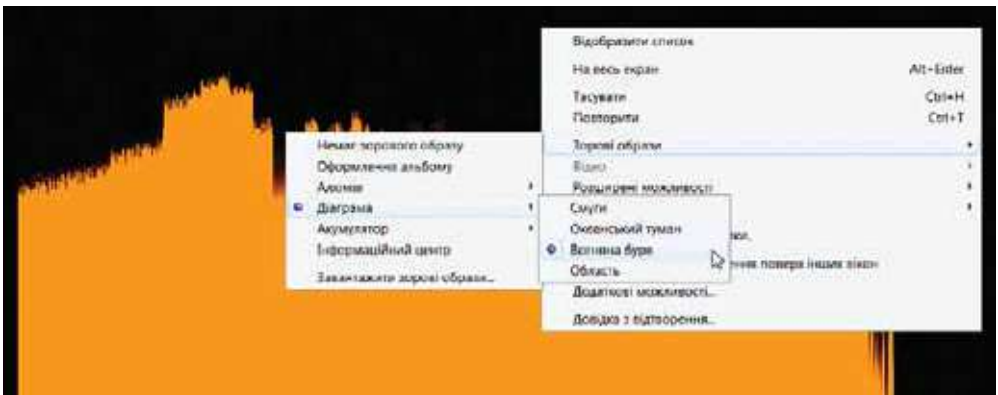 Відобразити список
На весь екран Alt+Enter
Тасувати Ctrl+H
Повторити Ctrl+T
Зорові образи
Відео
Розширені можливості
Немає зорового образу
Оформлення альбому
Алхімія
Діаграма
Акумулятор
Інформаційний центр
Завантажити зорові образи...
Смуги
Океанський туман
Вогняна буря
Область
поверх інших вікон
Додаткові можливості...
Довідка з відтворення...